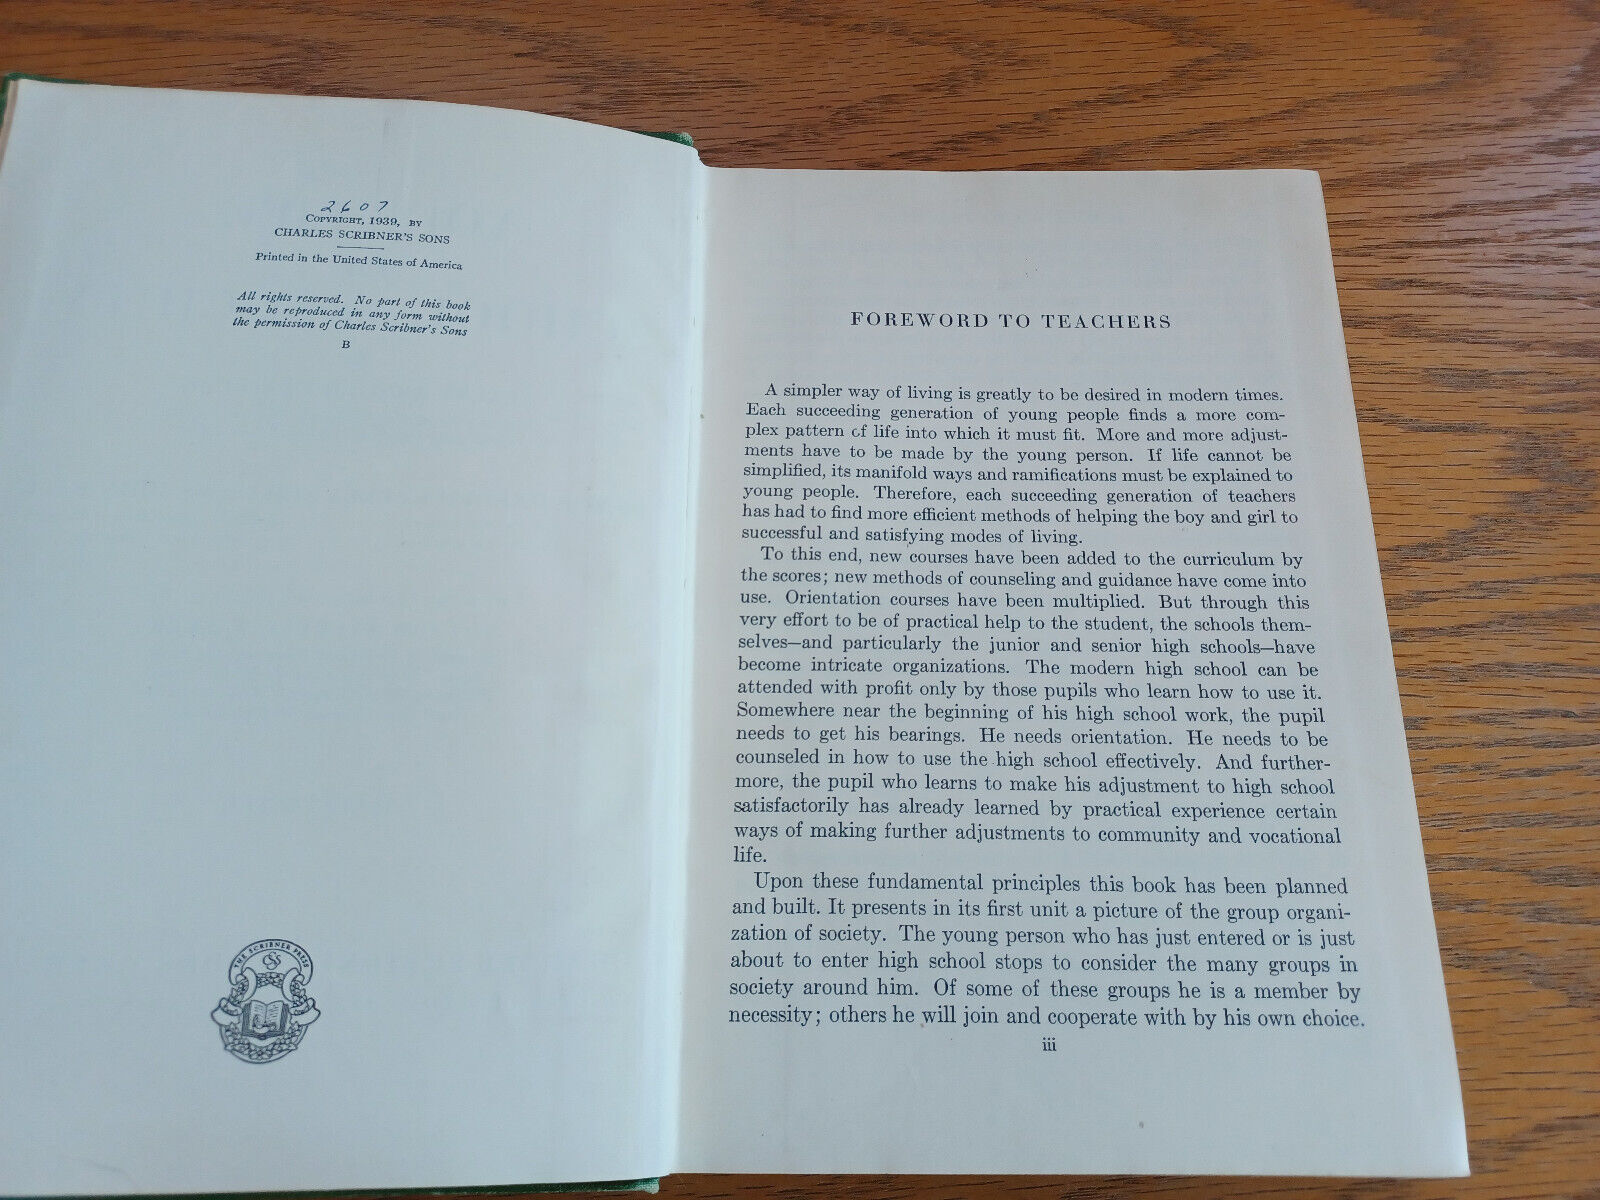 2607
COPYRIGHT, 1939, BY
CHARLES SCRIBNER'S SONS
Printed in the United States of America
All rights reserved. No part of this book
may be reproduced in any form without
the permission of Charles Scribner's Sons
B
THE SCRIBNER PRESS
CSS
FOREWORD TO TEACHERS
A simpler way of living is greatly to be desired in modern times.
Each succeeding generation of young people finds a more com-
plex pattern of life into which it must fit. More and more adjust-
ments have to be made by the young person. If life cannot be
simplified, its manifold ways and ramifications must be explained to
young people. Therefore, each succeeding generation of teachers
has had to find more efficient methods of helping the boy and girl to
successful and satisfying modes of living.
To this end, new courses have been added to the curriculum by
the scores; new methods of counseling and guidance have come into
use. Orientation courses have been multiplied. But through this
very effort to be of practical help to the student, the schools them-
selves—and particularly the junior and senior high schools—have
become intricate organizations. The modern high school can be
attended with profit only by those pupils who learn how to use it.
Somewhere near the beginning of his high school work, the pupil
needs to get his bearings. He needs orientation. He needs to be
counseled in how to use the high school effectively. And further-
more, the pupil who learns to make his adjustment to high school
satisfactorily has already learned by practical experience certain
ways of making further adjustments to community and vocational
life.
Upon these fundamental principles this book has been planned
and built. It presents in its first unit a picture of the group organi-
zation of society. The young person who has just entered or is just
about to enter high school stops to consider the many groups in
society around him. Of some of these groups he is a member by
necessity; others he will join and cooperate with by his own choice.
iii